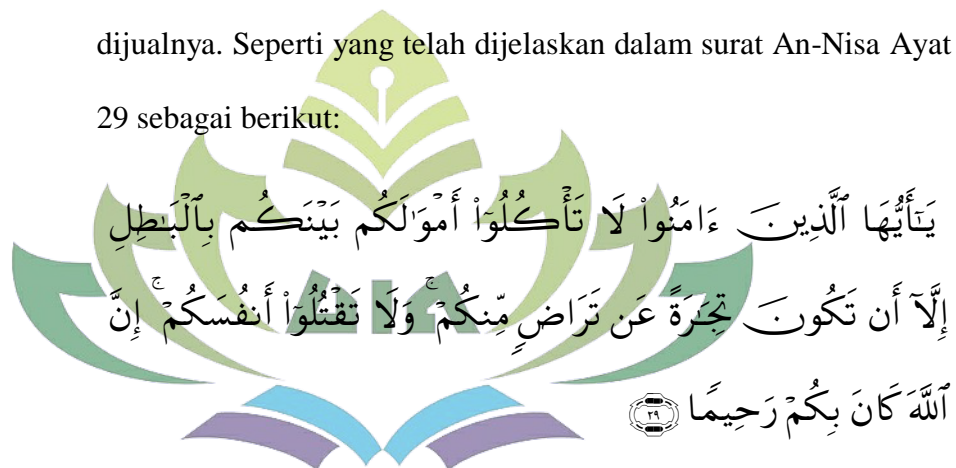 dijualnya. Seperti yang telah dijelaskan dalam surat An-Nisa Ayat
29 sebagai berikut:
يَـٰٓأَيُّهَا ٱلَّذِينَ ءَامَنُوا۟ لَا تَأْكُلُوٓا۟ أَمْوَٰلَكُم بَيْنَكُم بِٱلْبَـٰطِلِ
إِلَّآ أَن تَكُونَ تِجَـٰرَةً عَن تَرَاضٍ مِّنكُمْ ۚ وَلَا تَقْتُلُوٓا۟ أَنفُسَكُمْ ۚ إِنَّ
ٱللَّهَ كَانَ بِكُمْ رَحِيمًا ۝٢٩